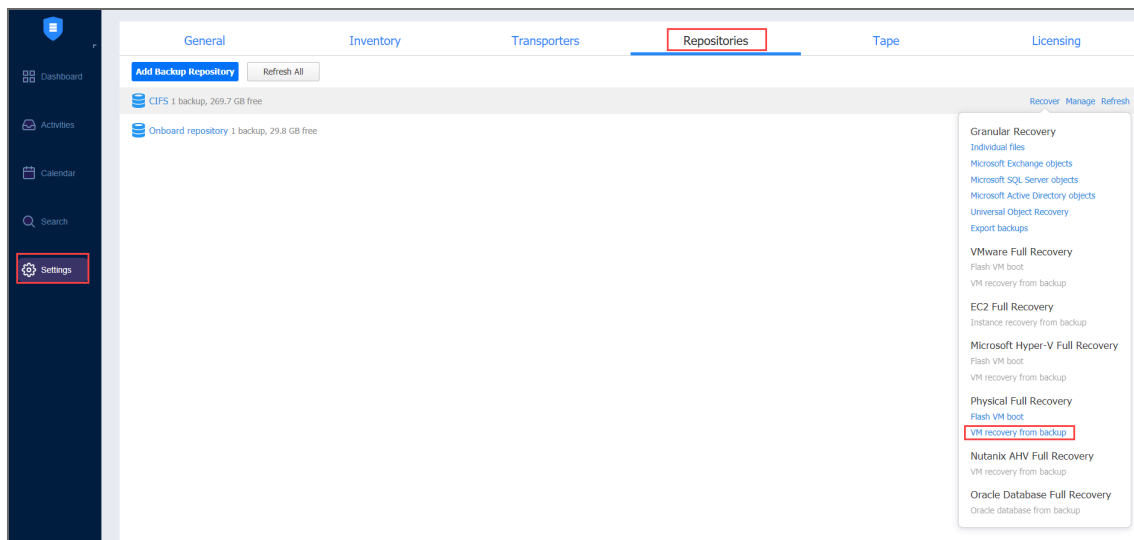 General Inventory Transporters Repositories Tape Licensing
Dashboard
Activities
Calendar
Search
Settings
Add Backup Repository Refresh All
CIFS 1 backup, 269.7 GB free Recover Manage Refresh
Onboard repository 1 backup, 29.8 GB free
Granular Recovery
Individual files
Microsoft Exchange objects
Microsoft SQL Server objects
Microsoft Active Directory objects
Universal Object Recovery
Export backups
VMware Full Recovery
Flash VM boot
VM recovery from backup
EC2 Full Recovery
Instance recovery from backup
Microsoft Hyper-V Full Recovery
Flash VM boot
VM recovery from backup
Physical Full Recovery
Flash VM boot
VM recovery from backup
Nutanix AHV Full Recovery
VM recovery from backup
Oracle Database Full Recovery
Oracle database from backup